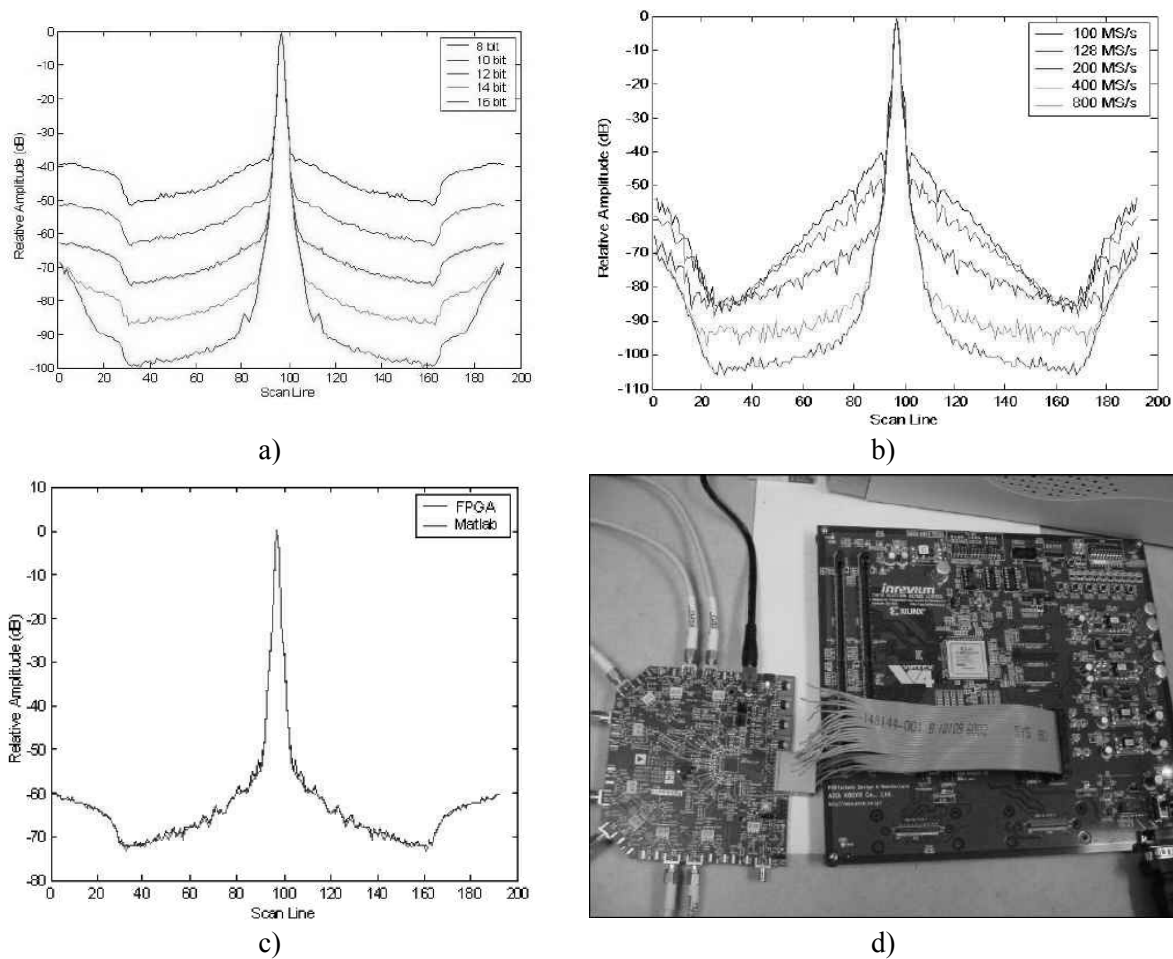 0
-10
-20
-30
-40
-50
-60
-70
-80
-90
-100
Relative Amplitude (dB)
0 20 40 60 80 100 120 140 160 180 200
Scan Line
8 bit
10 bit
12 bit
14 bit
16 bit
a)
0
-10
-20
-30
-40
-50
-60
-70
-80
-90
-100
-110
Relative Amplitude (dB)
0 20 40 60 80 100 120 140 160 180 200
Scan Line
100 MS/s
128 MS/s
200 MS/s
400 MS/s
800 MS/s
b)
10
0
-10
-20
-30
-40
-50
-60
-70
-80
Relative Amplitude (dB)
0 20 40 60 80 100 120 140 160 180 200
Scan Line
FPGA
Matlab
c)
inrevium
XILINX
d)